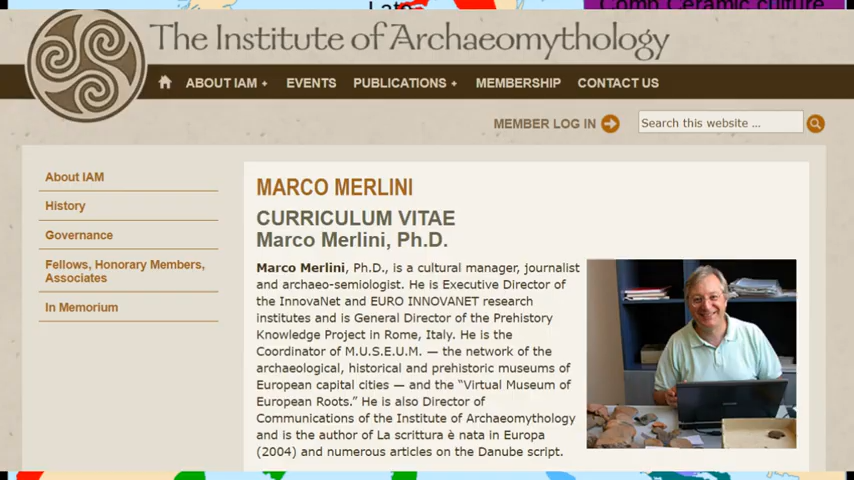 Comb Ceramic culture
The Institute of Archaeomythology
ABOUT IAM + EVENTS PUBLICATIONS + MEMBERSHIP CONTACT US
MEMBER LOG IN Search this website ...
About IAM
History
Governance
Fellows, Honorary Members,
Associates
In Memorium
MARCO MERLINI
CURRICULUM VITAE
Marco Merlini, Ph.D.
Marco Merlini, Ph.D., is a cultural manager, journalist
and archaeo-semiologist. He is Executive Director of
the InnovaNet and EURO INNOVANET research
institutes and is General Director of the Prehistory
Knowledge Project in Rome, Italy. He is the
Coordinator of M.U.S.E.U.M. — the network of the
archaeological, historical and prehistoric museums of
European capital cities — and the “Virtual Museum of
European Roots.” He is also Director of
Communications of the Institute of Archaeomythology
and is the author of La scrittura è nata in Europa
(2004) and numerous articles on the Danube script.